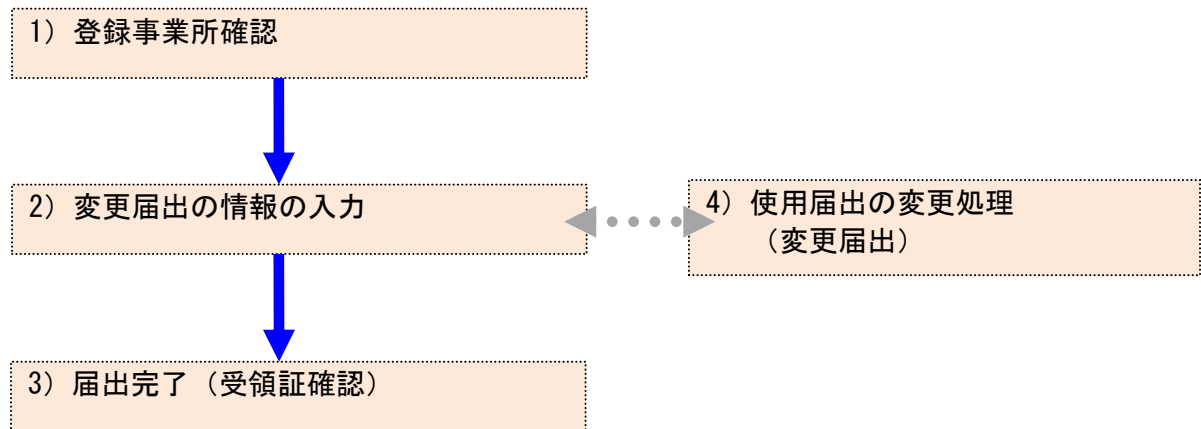 1）登録事業所確認
2）変更届出の情報の入力
4）使用届出の変更処理
（変更届出）
3）届出完了（受領証確認）